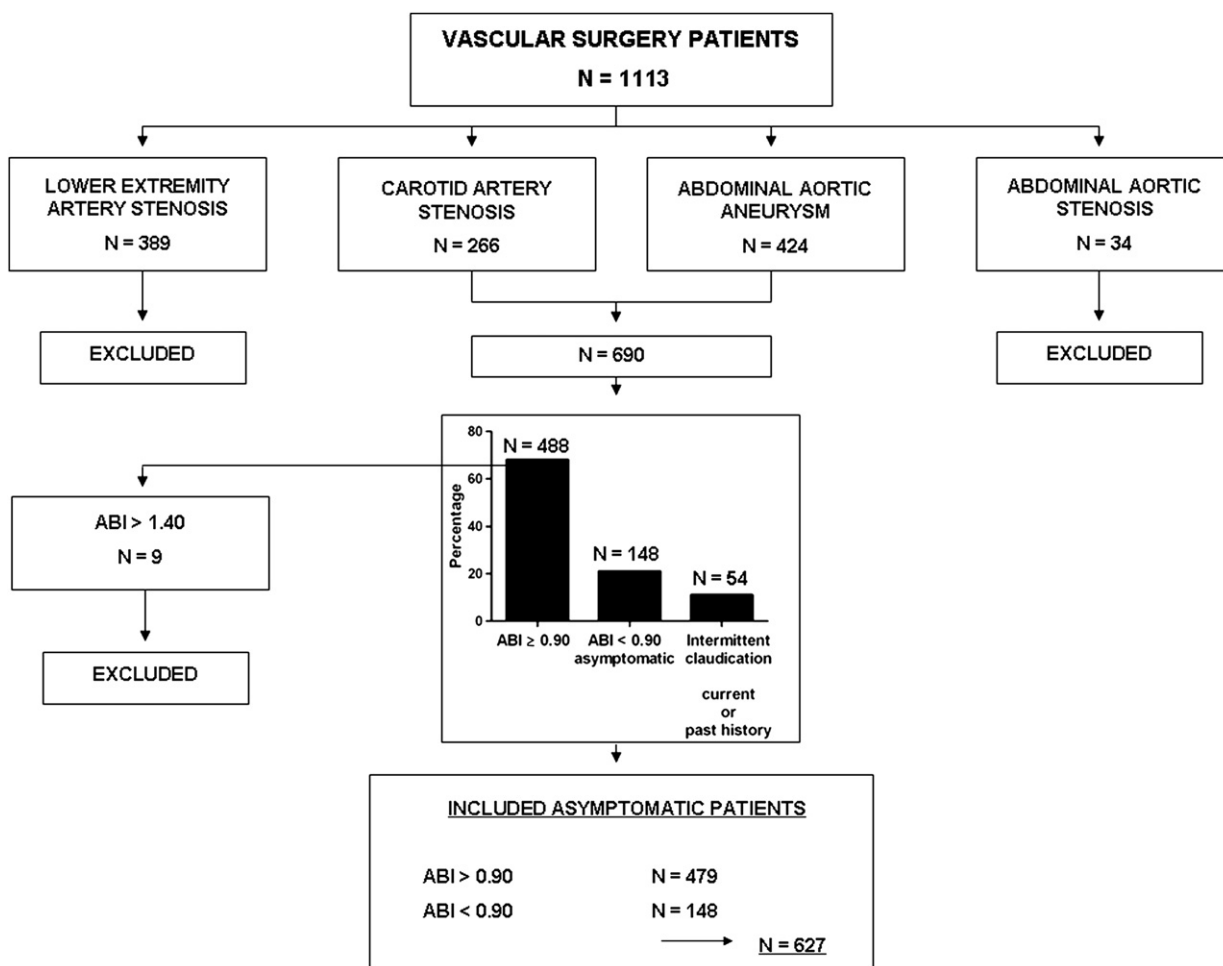 VASCULAR SURGERY PATIENTS
N = 1113
LOWER EXTREMITY
ARTERY STENOSIS
N = 389
CAROTID ARTERY
STENOSIS
N = 266
ABDOMINAL AORTIC
ANEURYSM
N = 424
ABDOMINAL AORTIC
STENOSIS
N = 34
EXCLUDED
N = 690
EXCLUDED
ABI > 1.40
N = 9
EXCLUDED
Percentage
80
60
40
20
0
N = 488
N = 148
N = 54
ABI ≥ 0.90
ABI < 0.90
asymptomatic
Intermittent
claudication
current
or
past history
INCLUDED ASYMPTOMATIC PATIENTS
ABI > 0.90 N = 479
ABI < 0.90 N = 148
N = 627